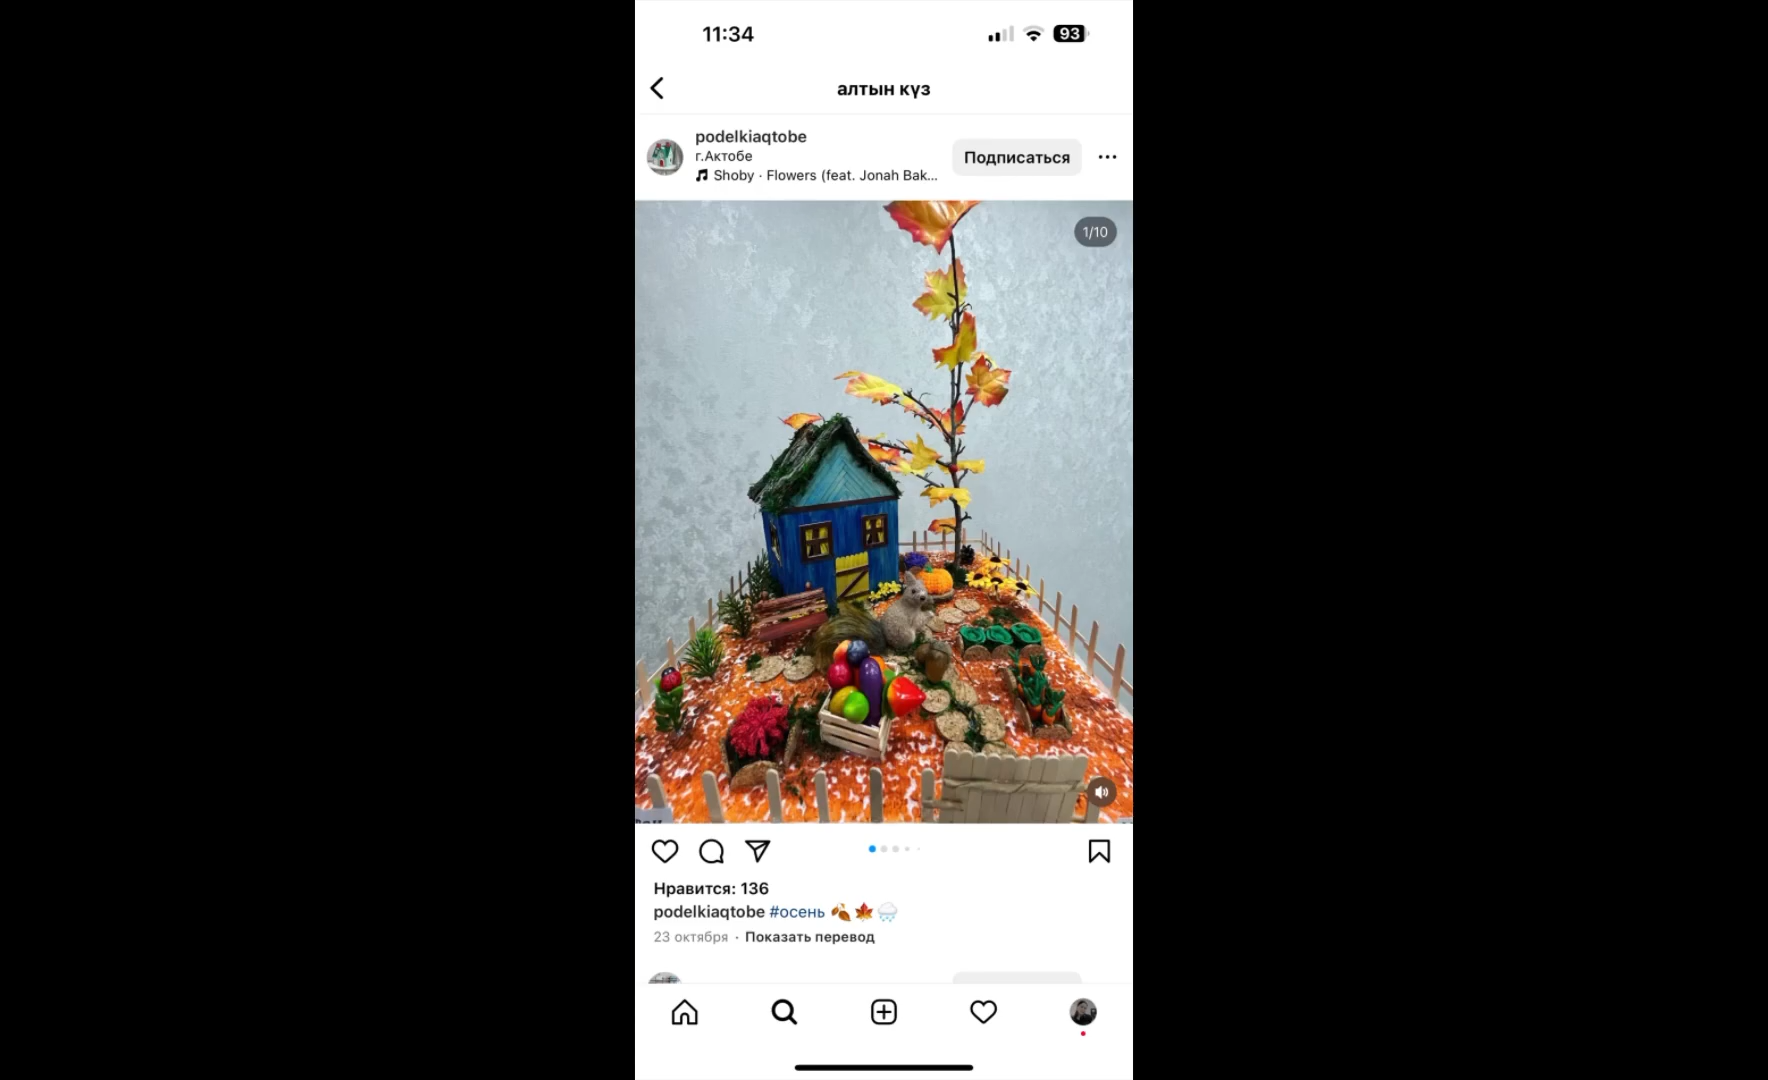 11:34
93
алтын күз
podelkiaqtobe
г.Актобе
Shoby · Flowers (feat. Jonah Bak...
Подписаться
1/10
Нравится: 136
podelkiaqtobe #осень
23 октября · Показать перевод